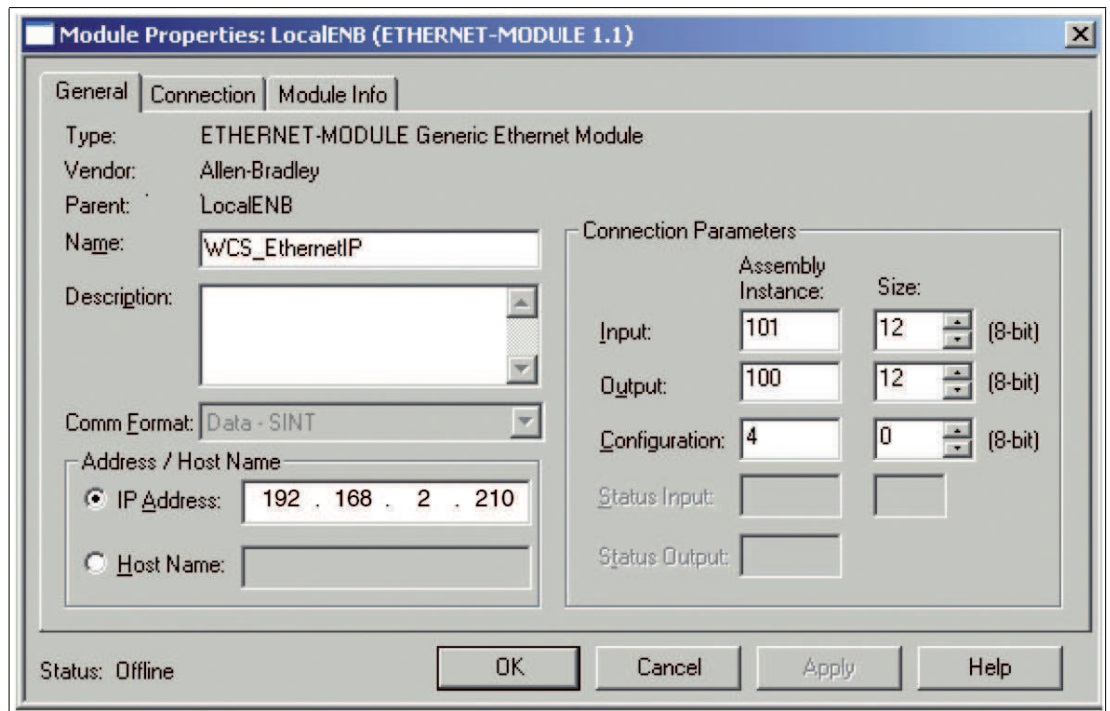 Module Properties: LocalENB (ETHERNET-MODULE 1.1)
General Connection Module Info
Type: ETHERNET-MODULE Generic Ethernet Module
Vendor: Allen-Bradley
Parent: LocalENB
Name: WCS_EthernetIP
Description:
Comm Format: Data - SINT
Address / Host Name
IP Address: 192 . 168 . 2 . 210
Host Name:
Connection Parameters
Assembly
Instance: Size:
Input: 101 12 (8-bit)
Output: 100 12 (8-bit)
Configuration: 4 0 (8-bit)
Status Input:
Status Output:
Status: Offline
OK Cancel Apply Help